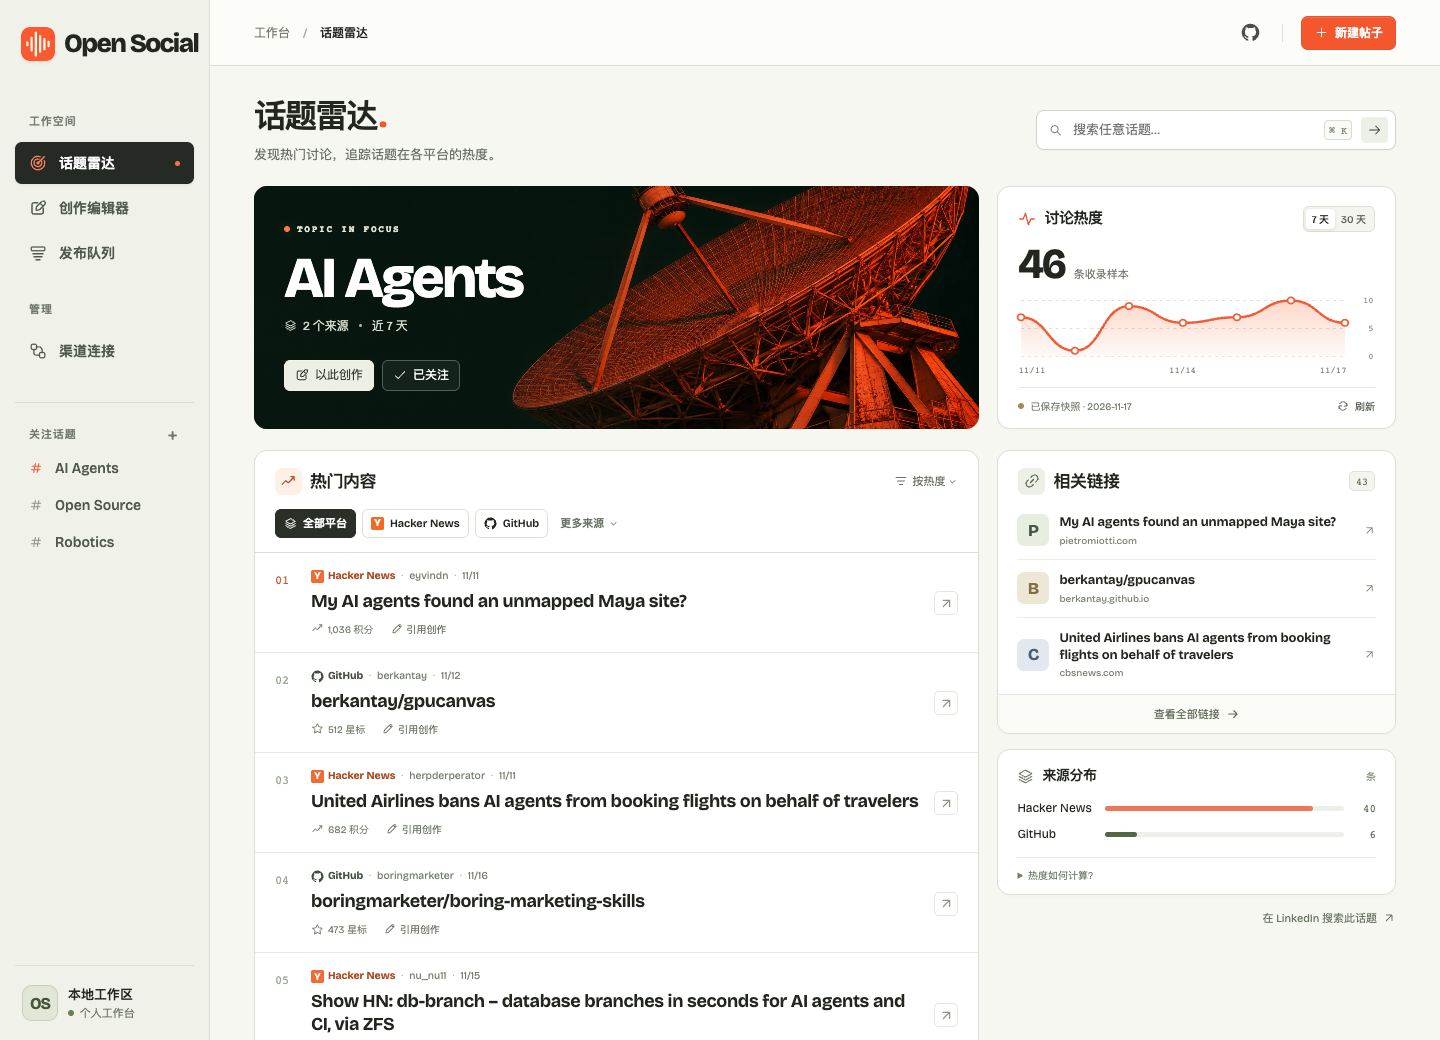 Open Social
工作空间
话题雷达
创作编辑器
发布队列
管理
渠道连接
关注话题
# AI Agents
# Open Source
# Robotics
OS
本地工作区
个人工作台
工作台 / 话题雷达
新建帖子
话题雷达.
发现热门讨论，追踪话题在各平台的热度。
搜索任意话题...
⌘ K
TOPIC IN FOCUS
AI Agents
2 个来源 • 近 7 天
以此创作
已关注
讨论热度
7 天 30 天
46 条收录样本
10
5
0
11/11 11/14 11/17
已保存快照 · 2026-11-17
刷新
热门内容
按热度
全部平台
Y Hacker News
GitHub
更多来源
01
Y Hacker News · eyvindn · 11/11
My AI agents found an unmapped Maya site?
1,036 积分 引用创作
02
GitHub · berkantay · 11/12
berkantay/gpucanvas
512 星标 引用创作
03
Y Hacker News · herpderperator · 11/11
United Airlines bans AI agents from booking flights on behalf of travelers
682 积分 引用创作
04
GitHub · boringmarketer · 11/16
boringmarketer/boring-marketing-skills
473 星标 引用创作
05
Y Hacker News · nu_nu11 · 11/15
Show HN: db-branch – database branches in seconds for AI agents and
CI, via ZFS
相关链接
43
P
My AI agents found an unmapped Maya site?
pietromiotti.com
B
berkantay/gpucanvas
berkantay.github.io
C
United Airlines bans AI agents from booking
flights on behalf of travelers
cbsnews.com
查看全部链接
来源分布
条
Hacker News 40
GitHub 6
热度如何计算?
在 LinkedIn 搜索此话题